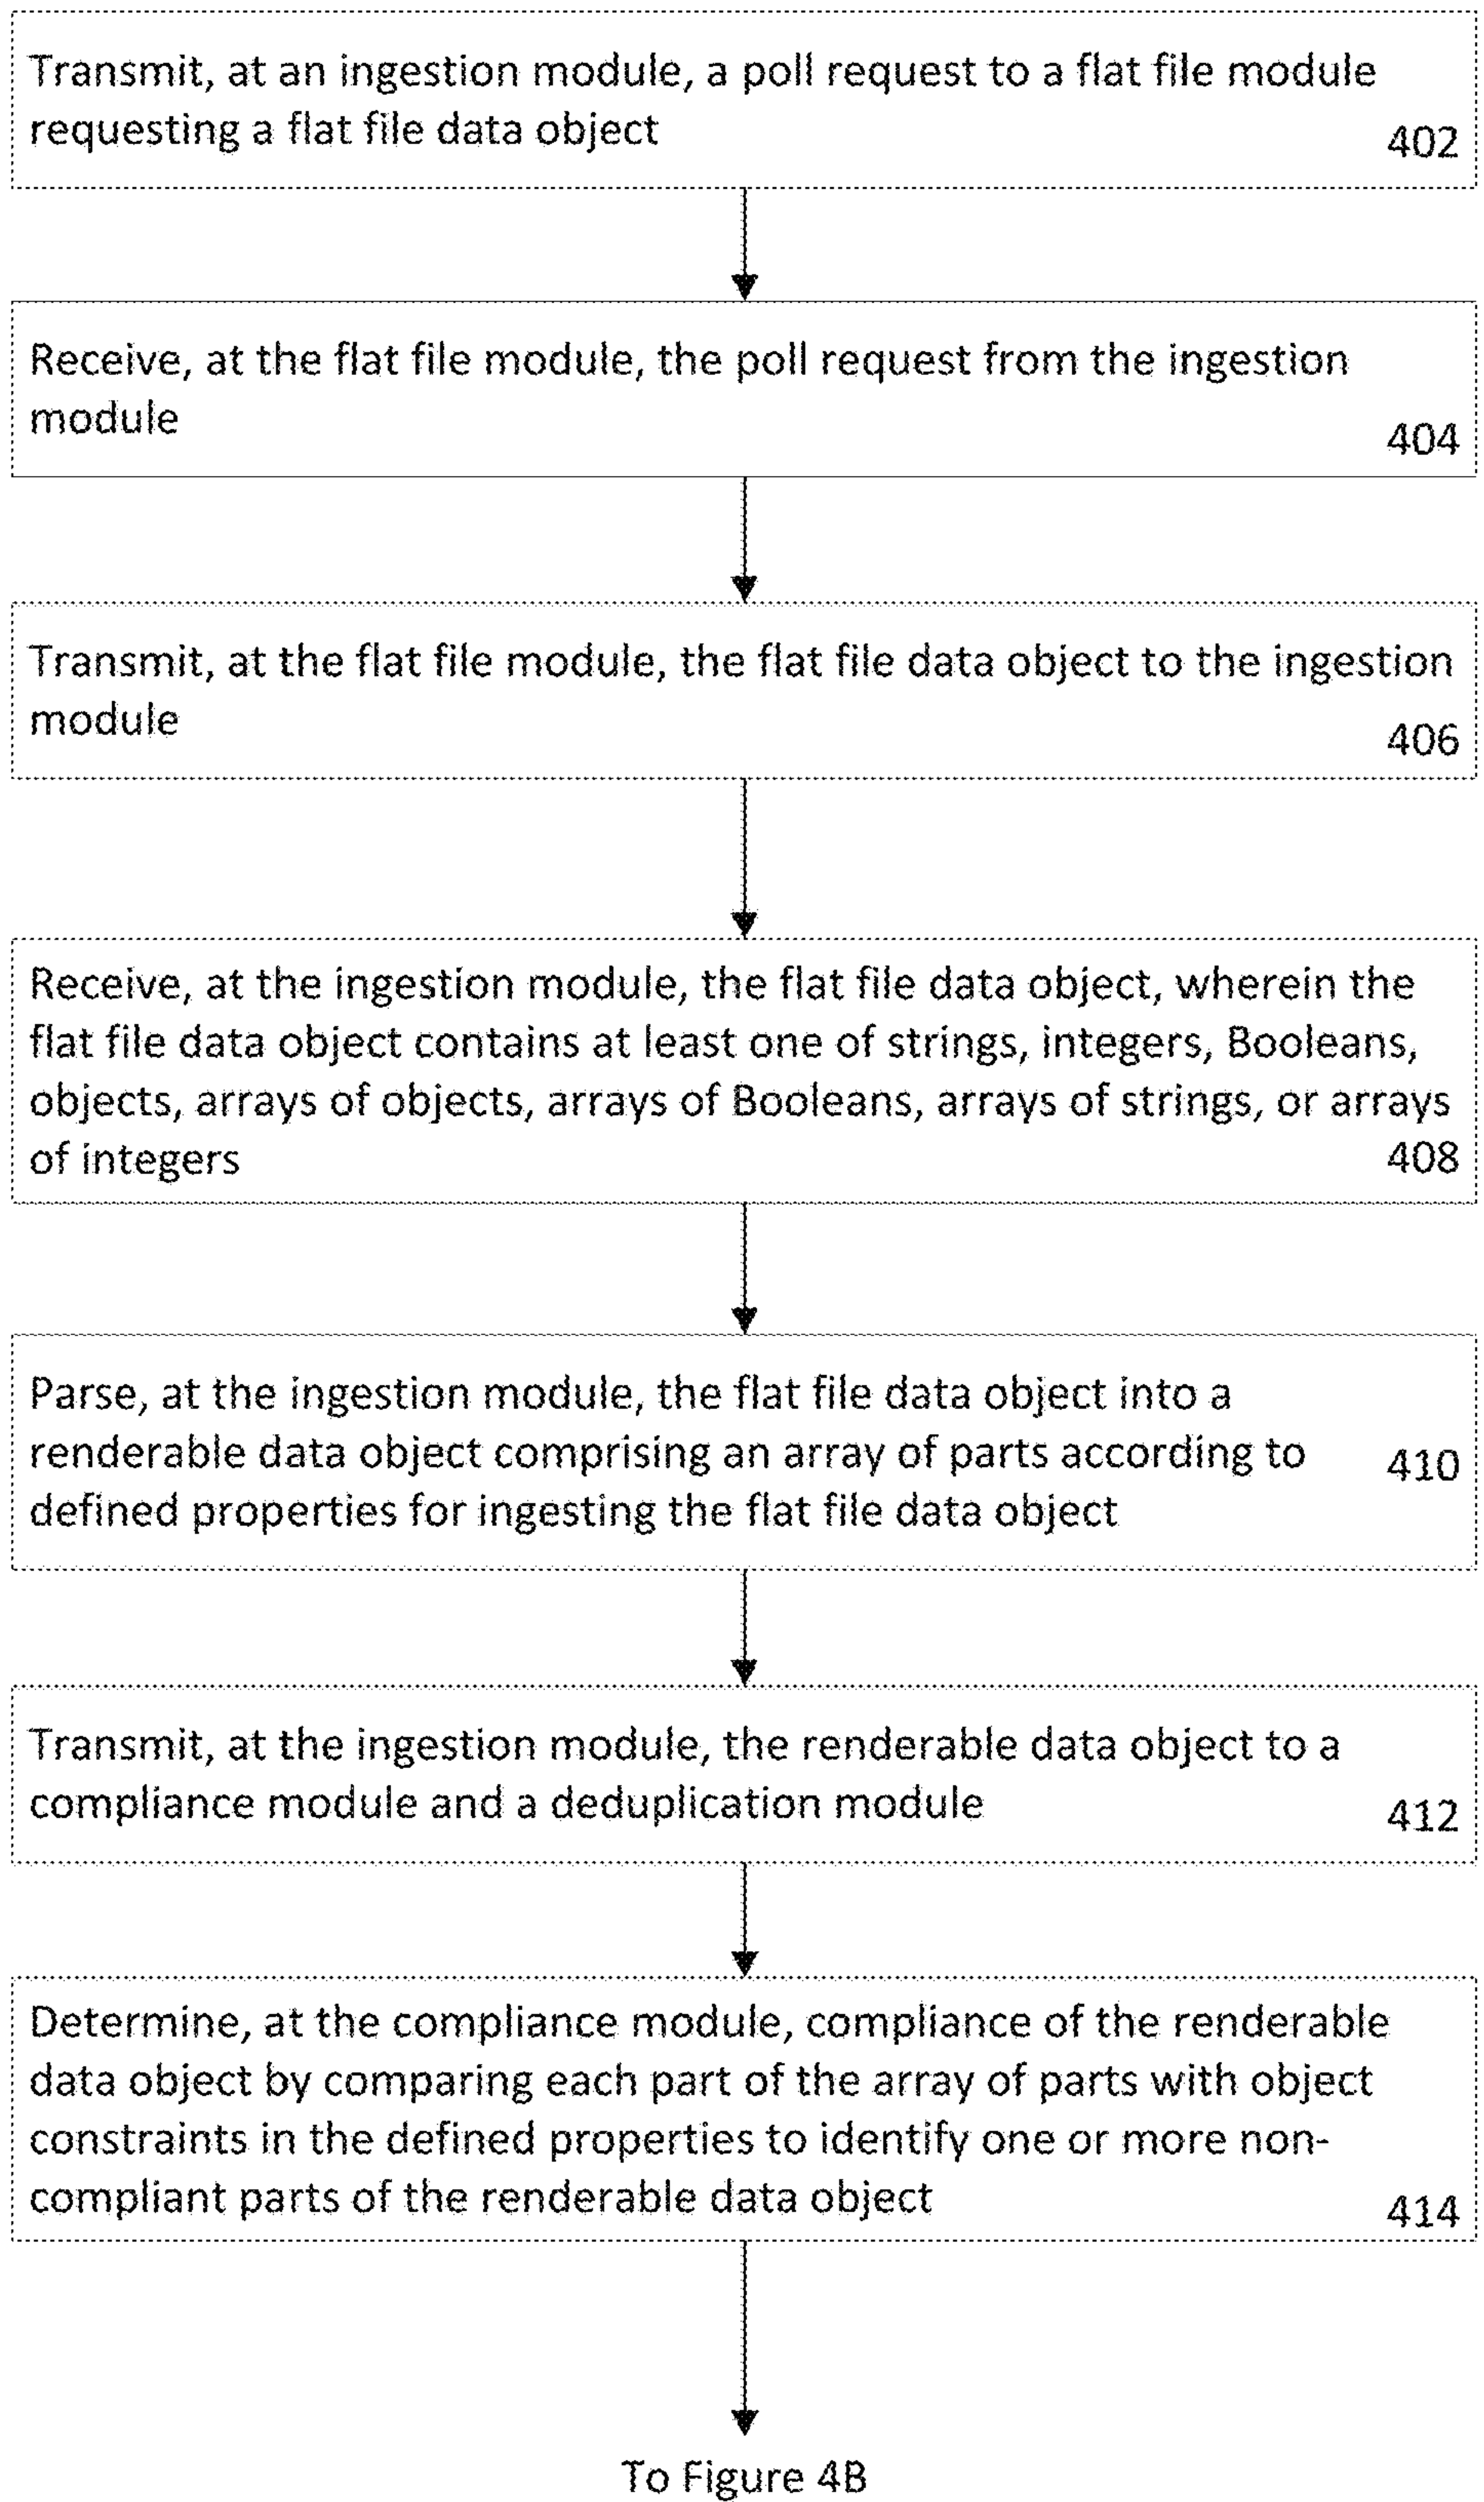 Transmit, at an ingestion module, a poll request to a flat file module
requesting a flat file data object
402
Receive, at the flat file module, the poll request from the ingestion
module
404
Transmit, at the flat file module, the flat file data object to the ingestion
module
406
Receive, at the ingestion module, the flat file data object, wherein the
flat file data object contains at least one of strings, integers, Booleans,
objects, arrays of objects, arrays of Booleans, arrays of strings, or arrays
of integers
408
Parse, at the ingestion module, the flat file data object into a
renderable data object comprising an array of parts according to
410
defined properties for ingesting the flat file data object
Transmit, at the ingestion module, the renderable data object to a
compliance module and a deduplication module
412
Determine, at the compliance module, compliance of the renderable
data object by comparing each part of the array of parts with object
constraints in the defined properties to identify one or more non-
compliant parts of the renderable data object
414
To Figure 4B